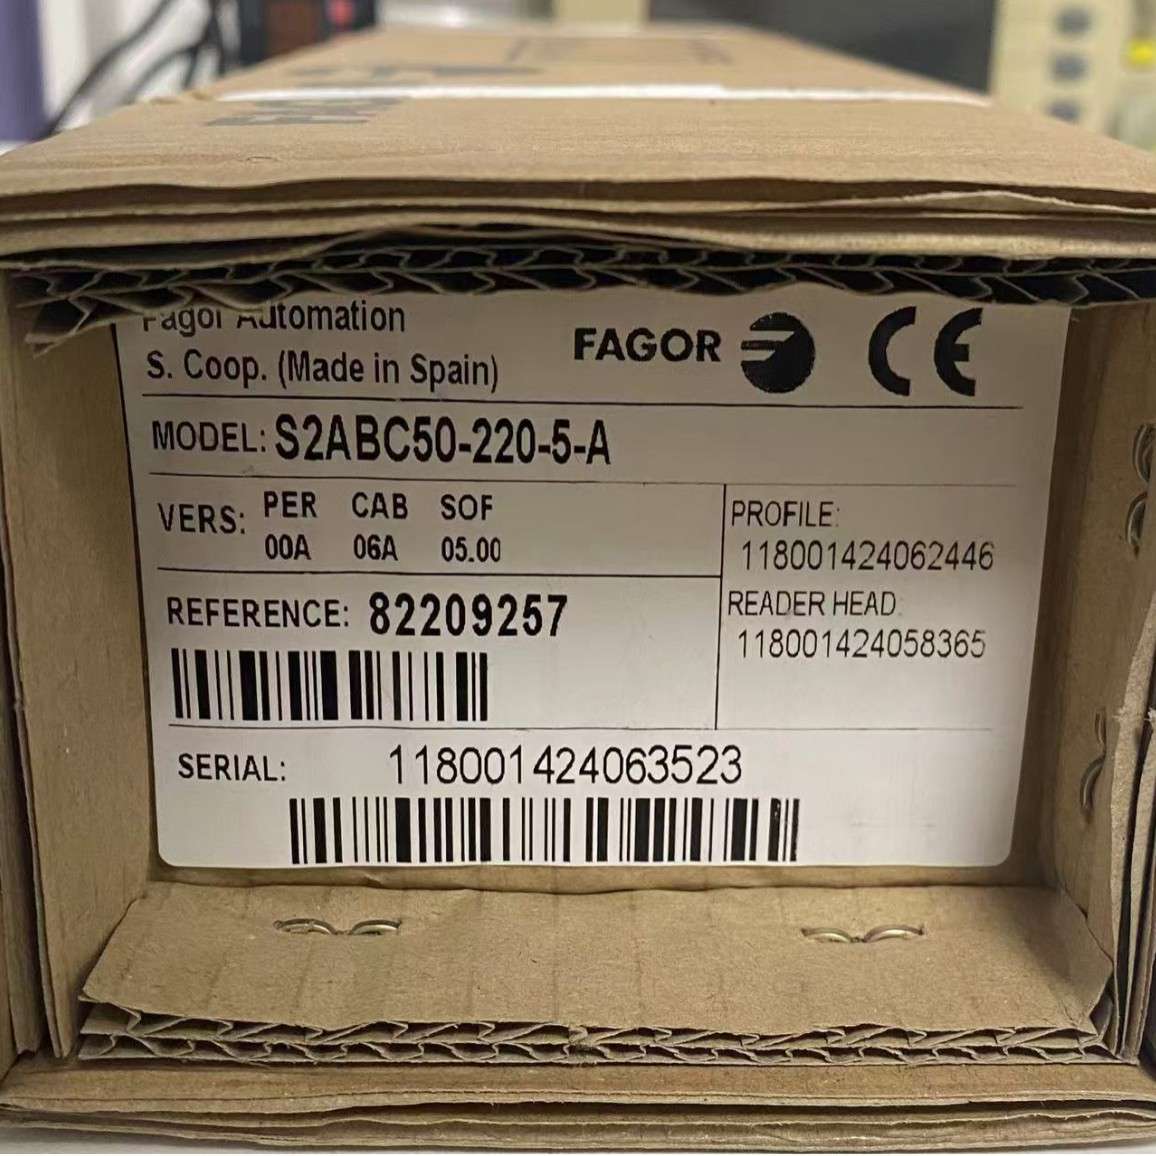 Fagor Automation
S. Coop. (Made in Spain)
FAGOR
CE
MODEL: S2ABC50-220-5-A
VERS: PER CAB SOF
00A 06A 05.00
PROFILE:
118001424062446
READER HEAD:
118001424058365
REFERENCE: 82209257
SERIAL: 118001424063523